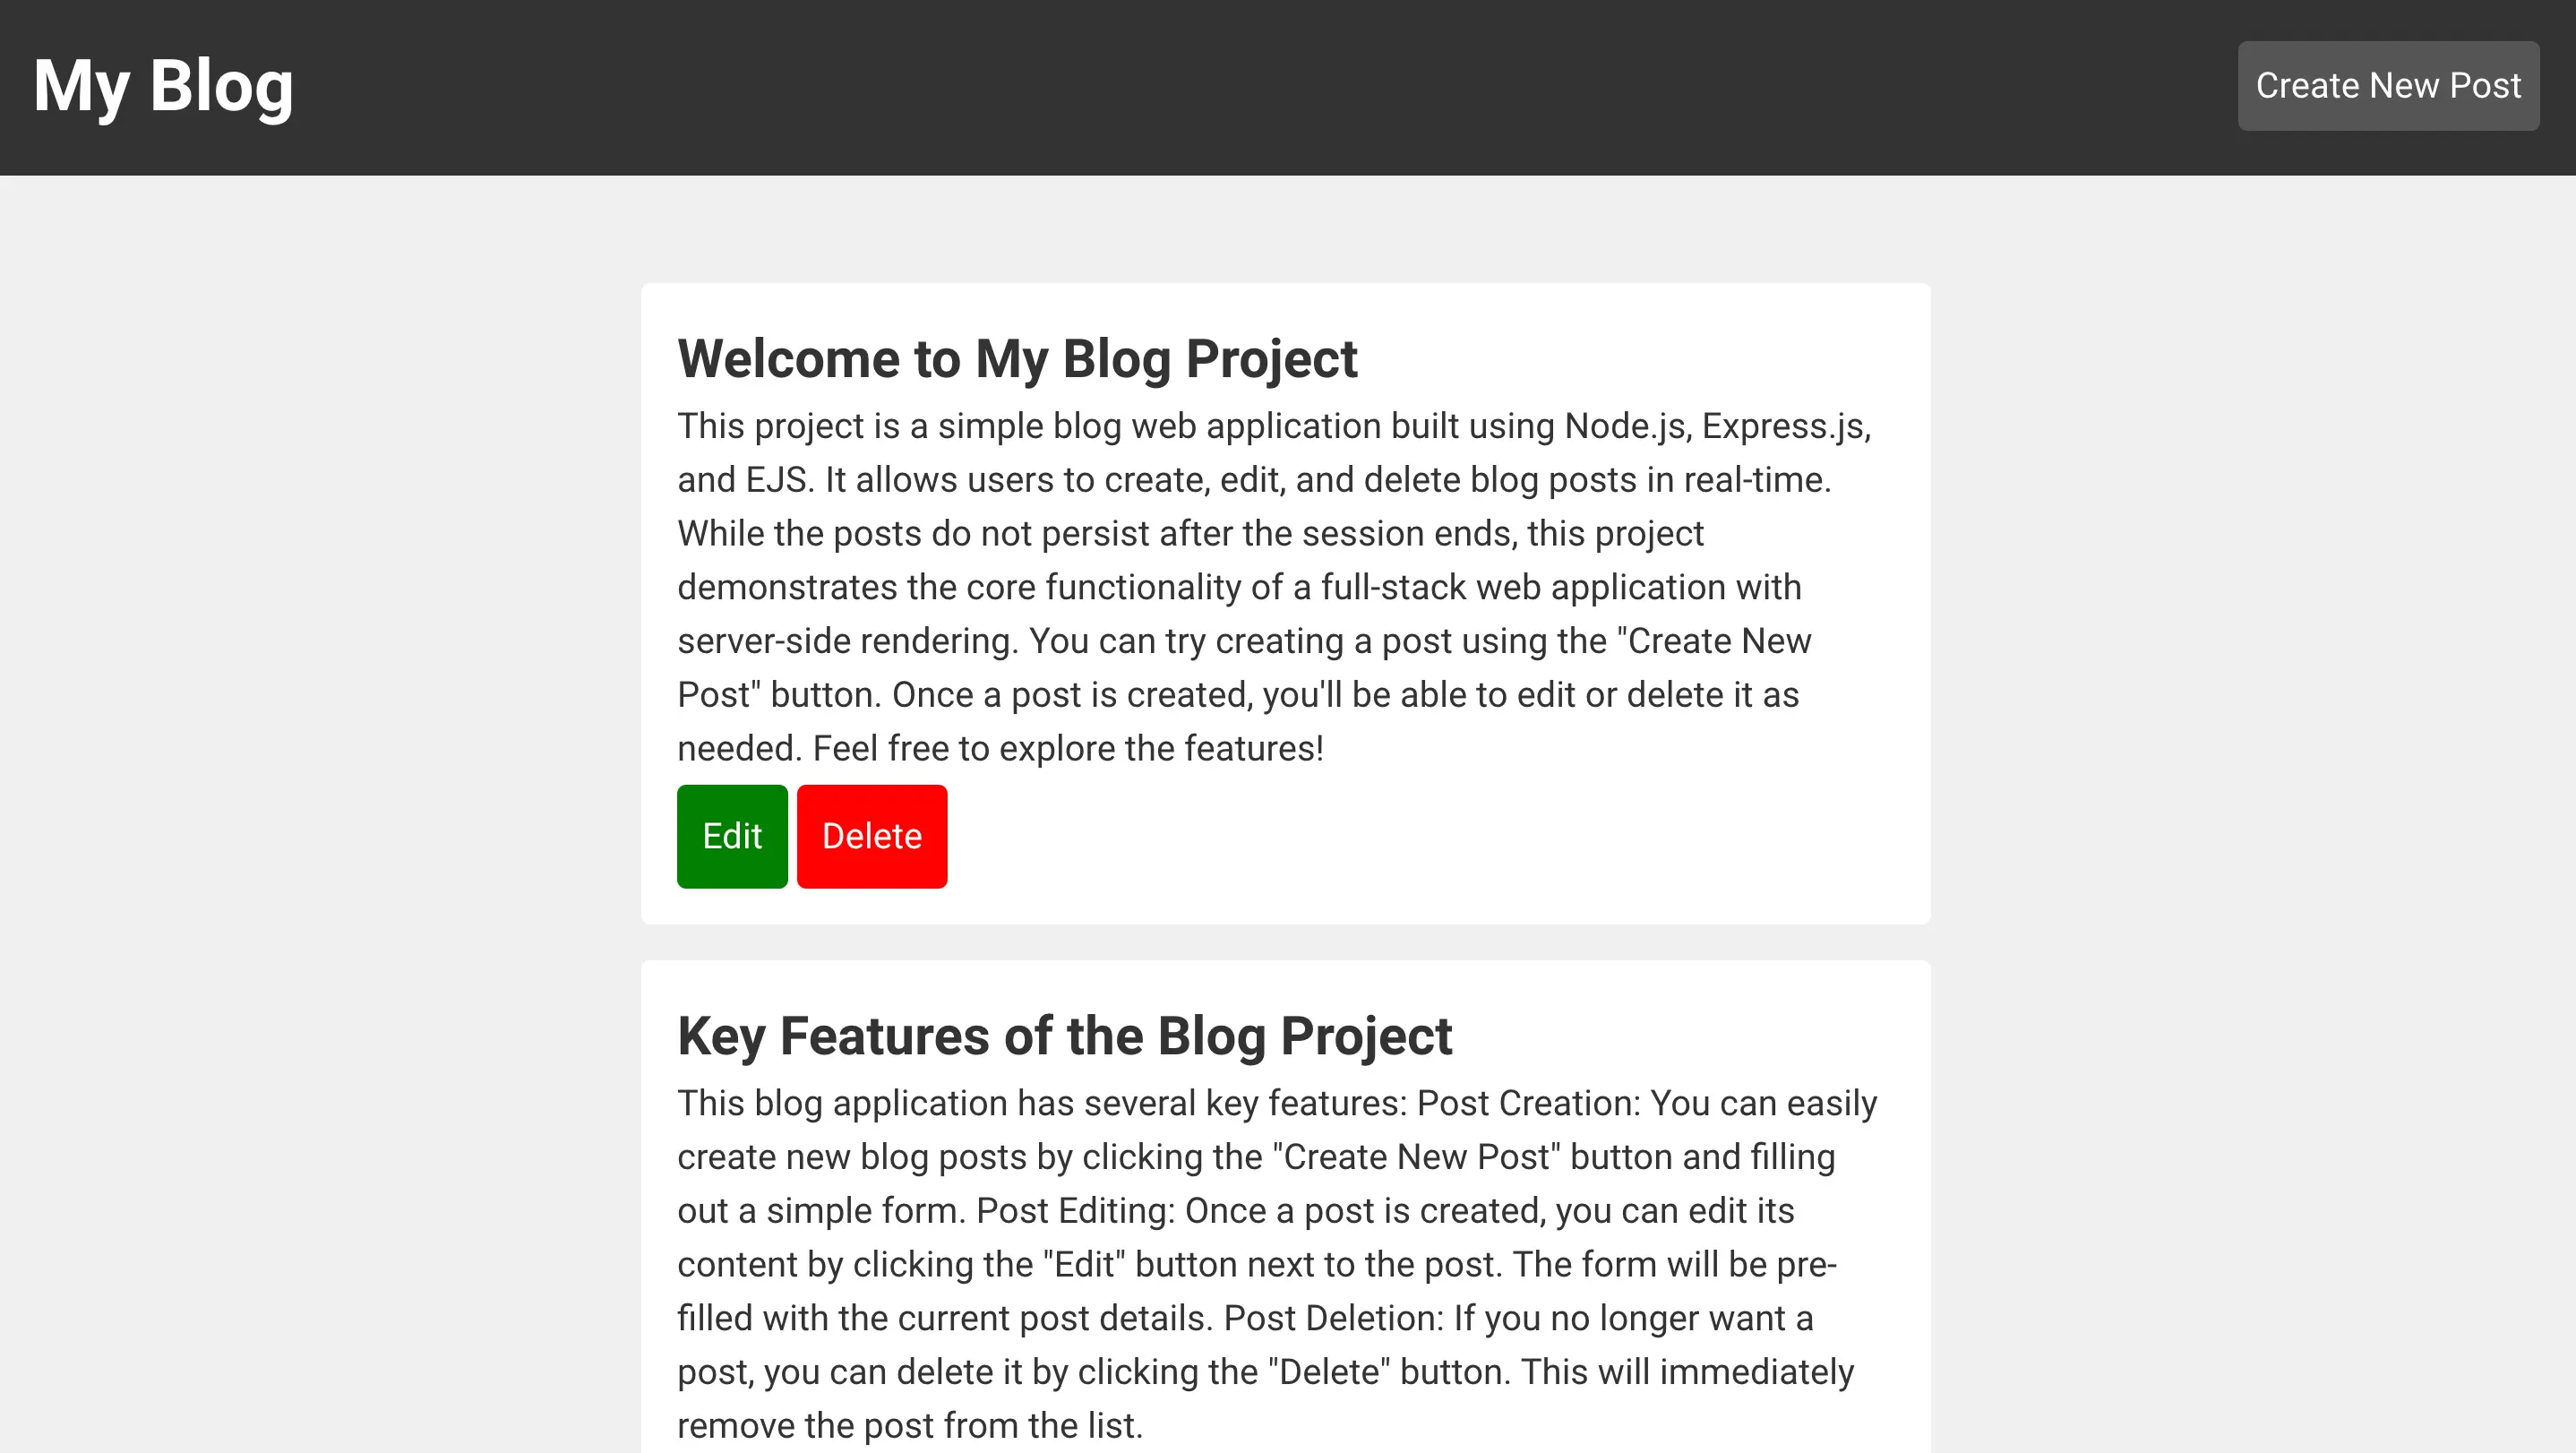 My Blog
Create New Post
Welcome to My Blog Project
This project is a simple blog web application built using Node.js, Express.js,
and EJS. It allows users to create, edit, and delete blog posts in real-time.
While the posts do not persist after the session ends, this project
demonstrates the core functionality of a full-stack web application with
server-side rendering. You can try creating a post using the "Create New
Post" button. Once a post is created, you'll be able to edit or delete it as
needed. Feel free to explore the features!
Edit
Delete
Key Features of the Blog Project
This blog application has several key features: Post Creation: You can easily
create new blog posts by clicking the "Create New Post" button and filling
out a simple form. Post Editing: Once a post is created, you can edit its
content by clicking the "Edit" button next to the post. The form will be pre-
filled with the current post details. Post Deletion: If you no longer want a
post, you can delete it by clicking the "Delete" button. This will immediately
remove the post from the list.